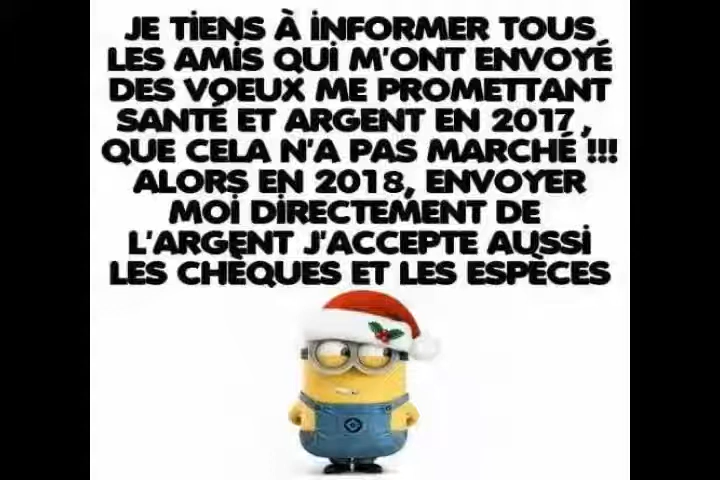 JE TIENS À INFORMER TOUS
LES AMIS QUI M'ONT ENVOYÉ
DES VOEUX ME PROMETTANT
SANTÉ ET ARGENT EN 2017,
QUE CELA N'A PAS MARCHÉ !!!
ALORS EN 2018, ENVOYER
MOI DIRECTEMENT DE
L'ARGENT J'ACCEPTE AUSSI
LES CHÈQUES ET LES ESPÈCES